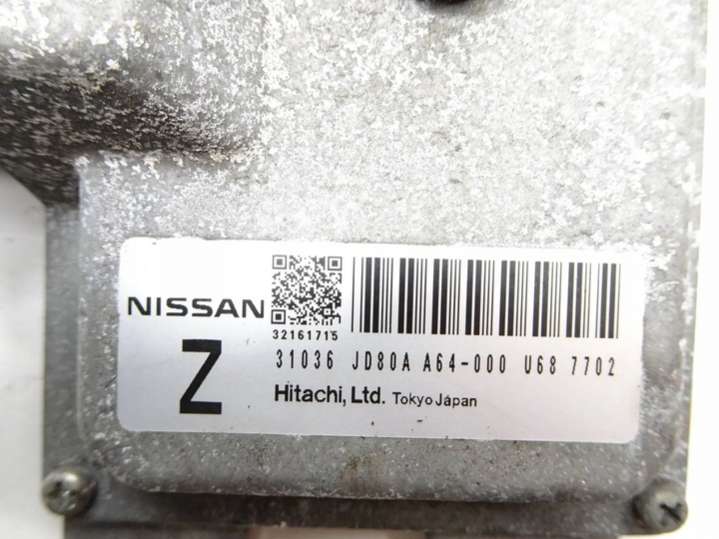 NISSAN
Z
32161715
31036 JD80A A64-000 U68 7702
Hitachi, Ltd. Tokyo Japan